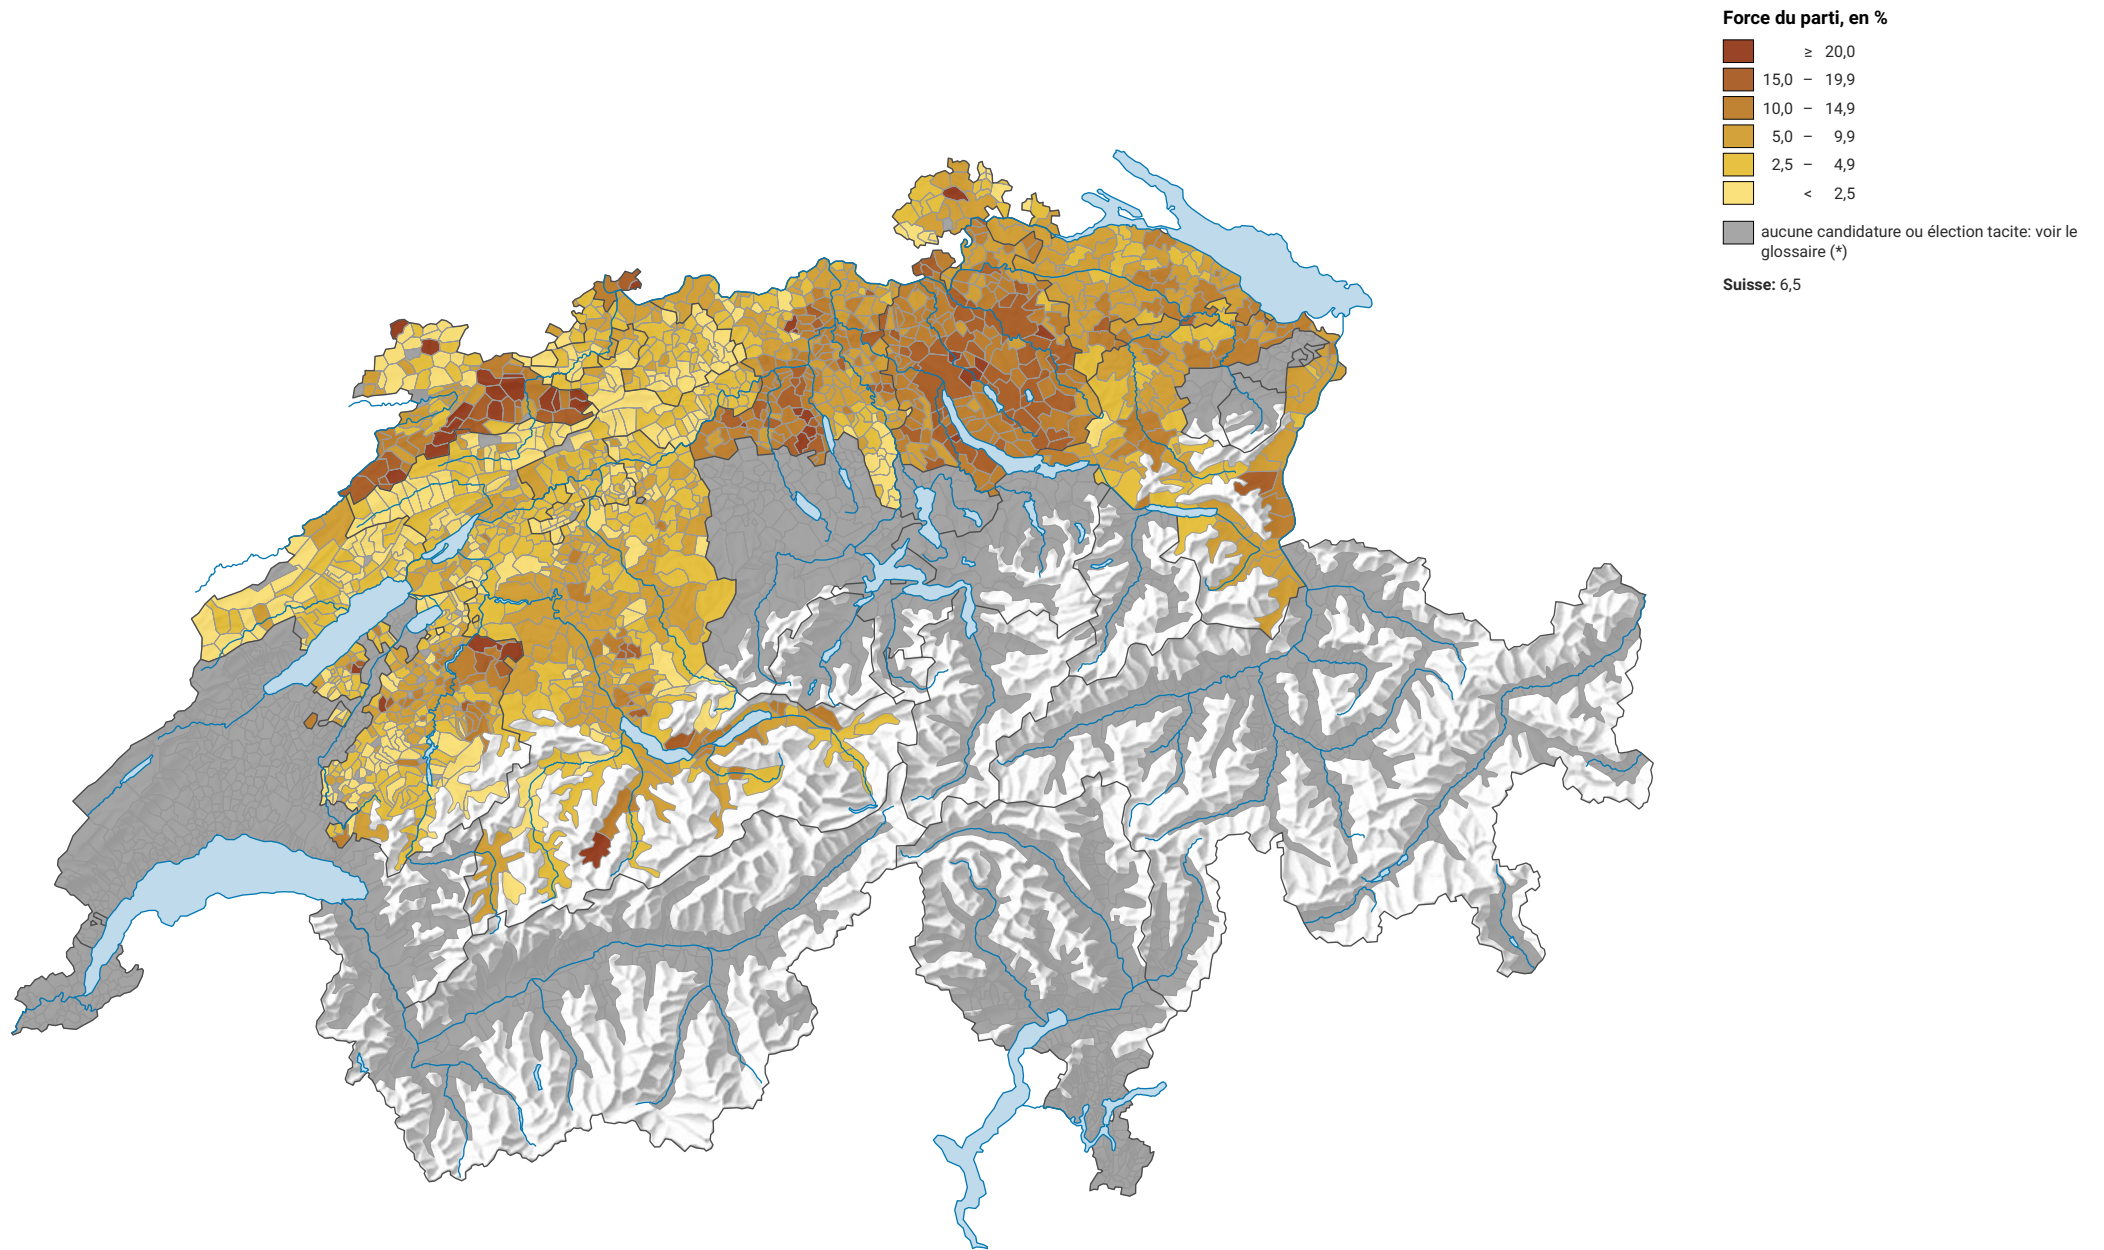 Force du parti, en %
≥ 20,0
15,0 – 19,9
10,0 – 14,9
5,0 – 9,9
2,5 – 4,9
< 2,5
aucune candidature ou élection tacite: voir le
glossaire (*)
Suisse: 6,5